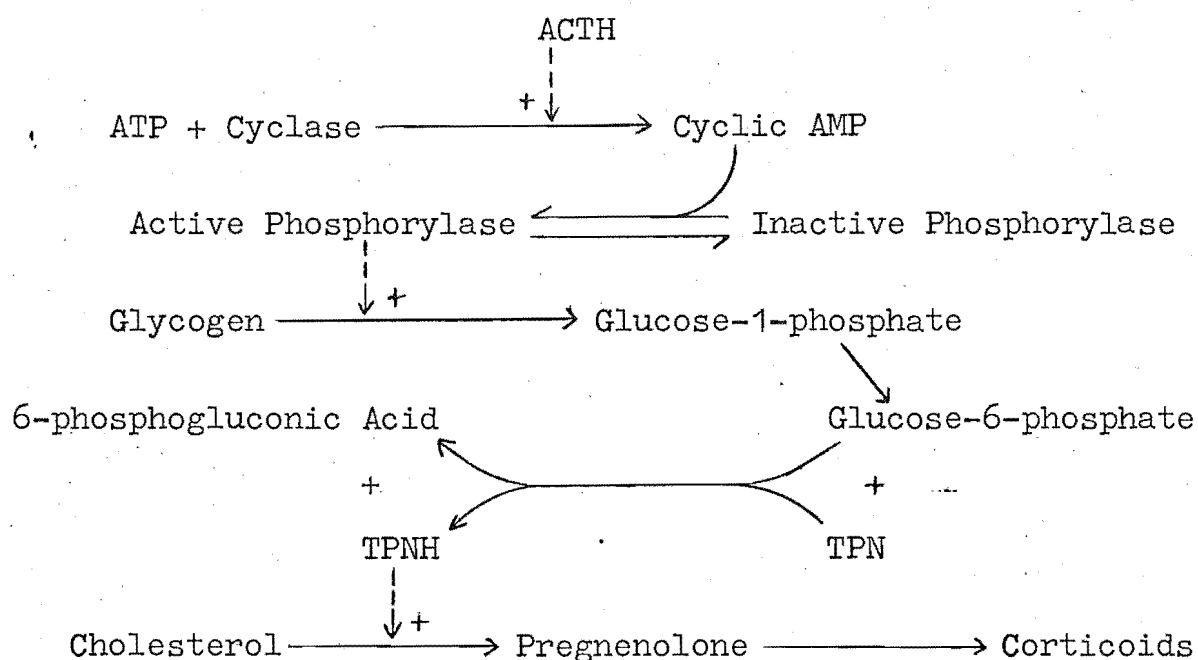 ACTH
+
ATP + Cyclase Cyclic AMP
Active Phosphorylase Inactive Phosphorylase
+
Glycogen Glucose-1-phosphate
6-phosphogluconic Acid Glucose-6-phosphate
+ +
TPNH TPN
+
Cholesterol Pregnenolone Corticoids